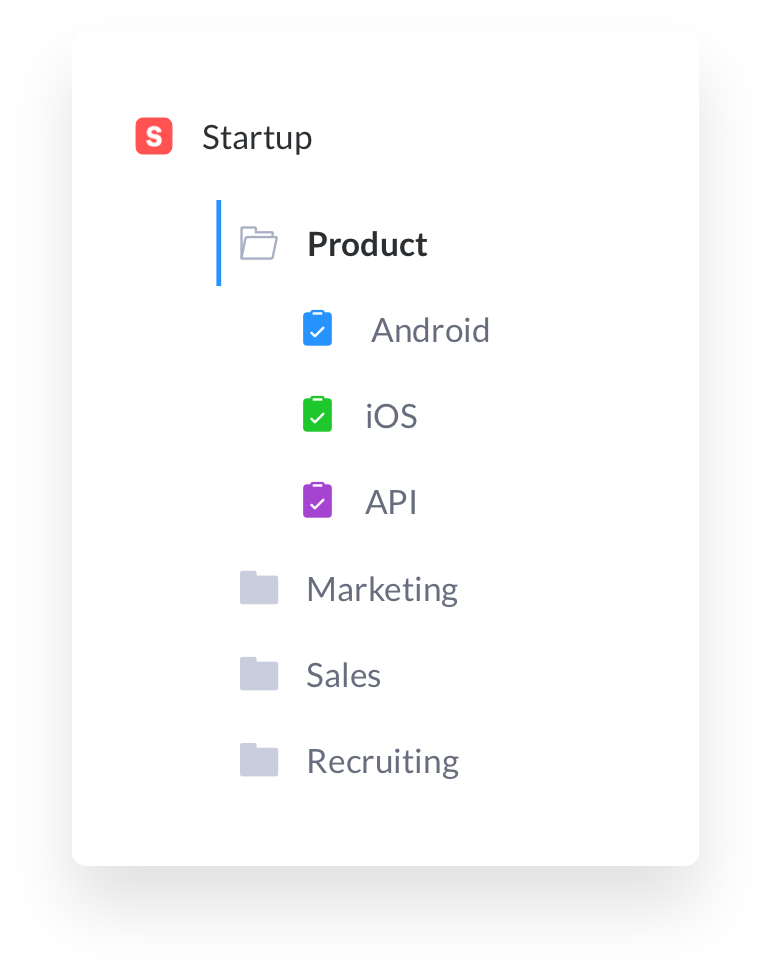 S Startup
Product
Android
iOS
API
Marketing
Sales
Recruiting